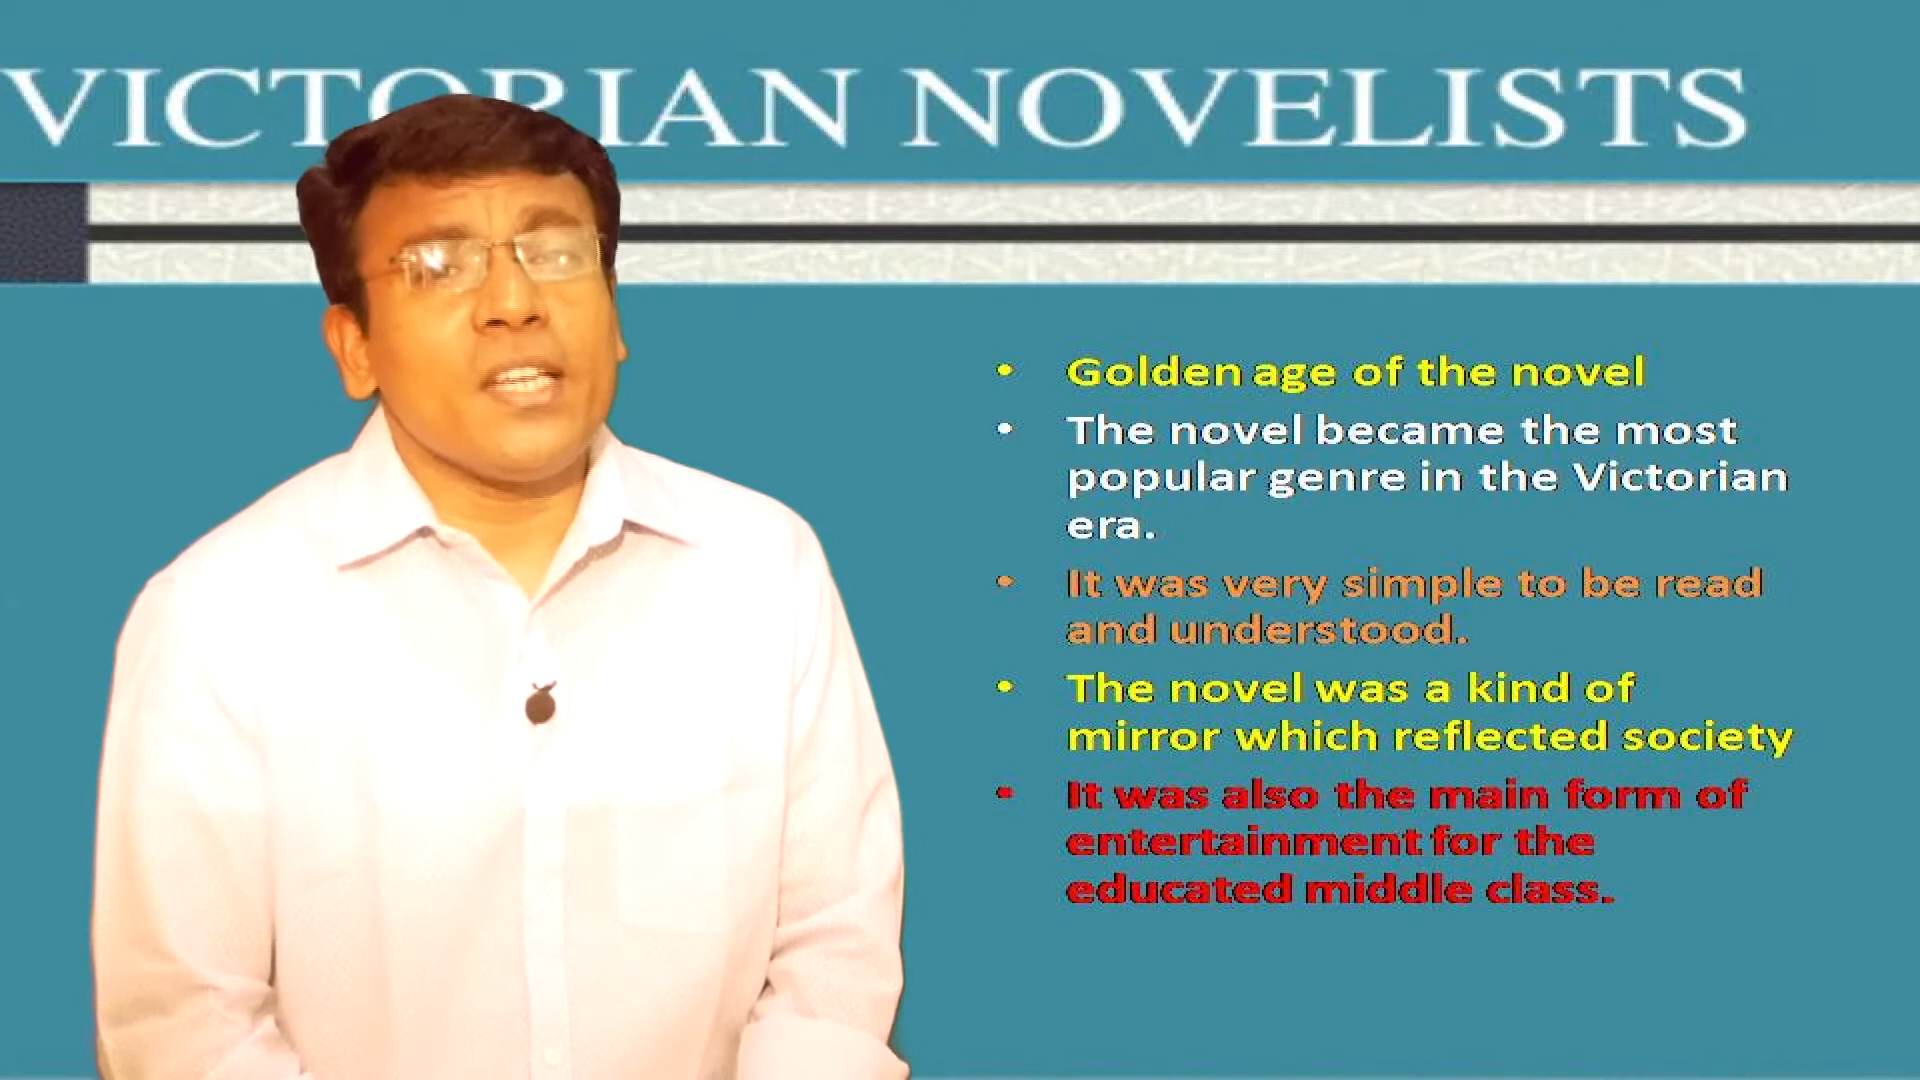 VICTORIAN NOVELISTS
• Golden age of the novel
• The novel became the most
popular genre in the Victorian
era.
• It was very simple to be read
and understood.
• The novel was a kind of
mirror which reflected society
• It was also the main form of
entertainment for the
educated middle class.